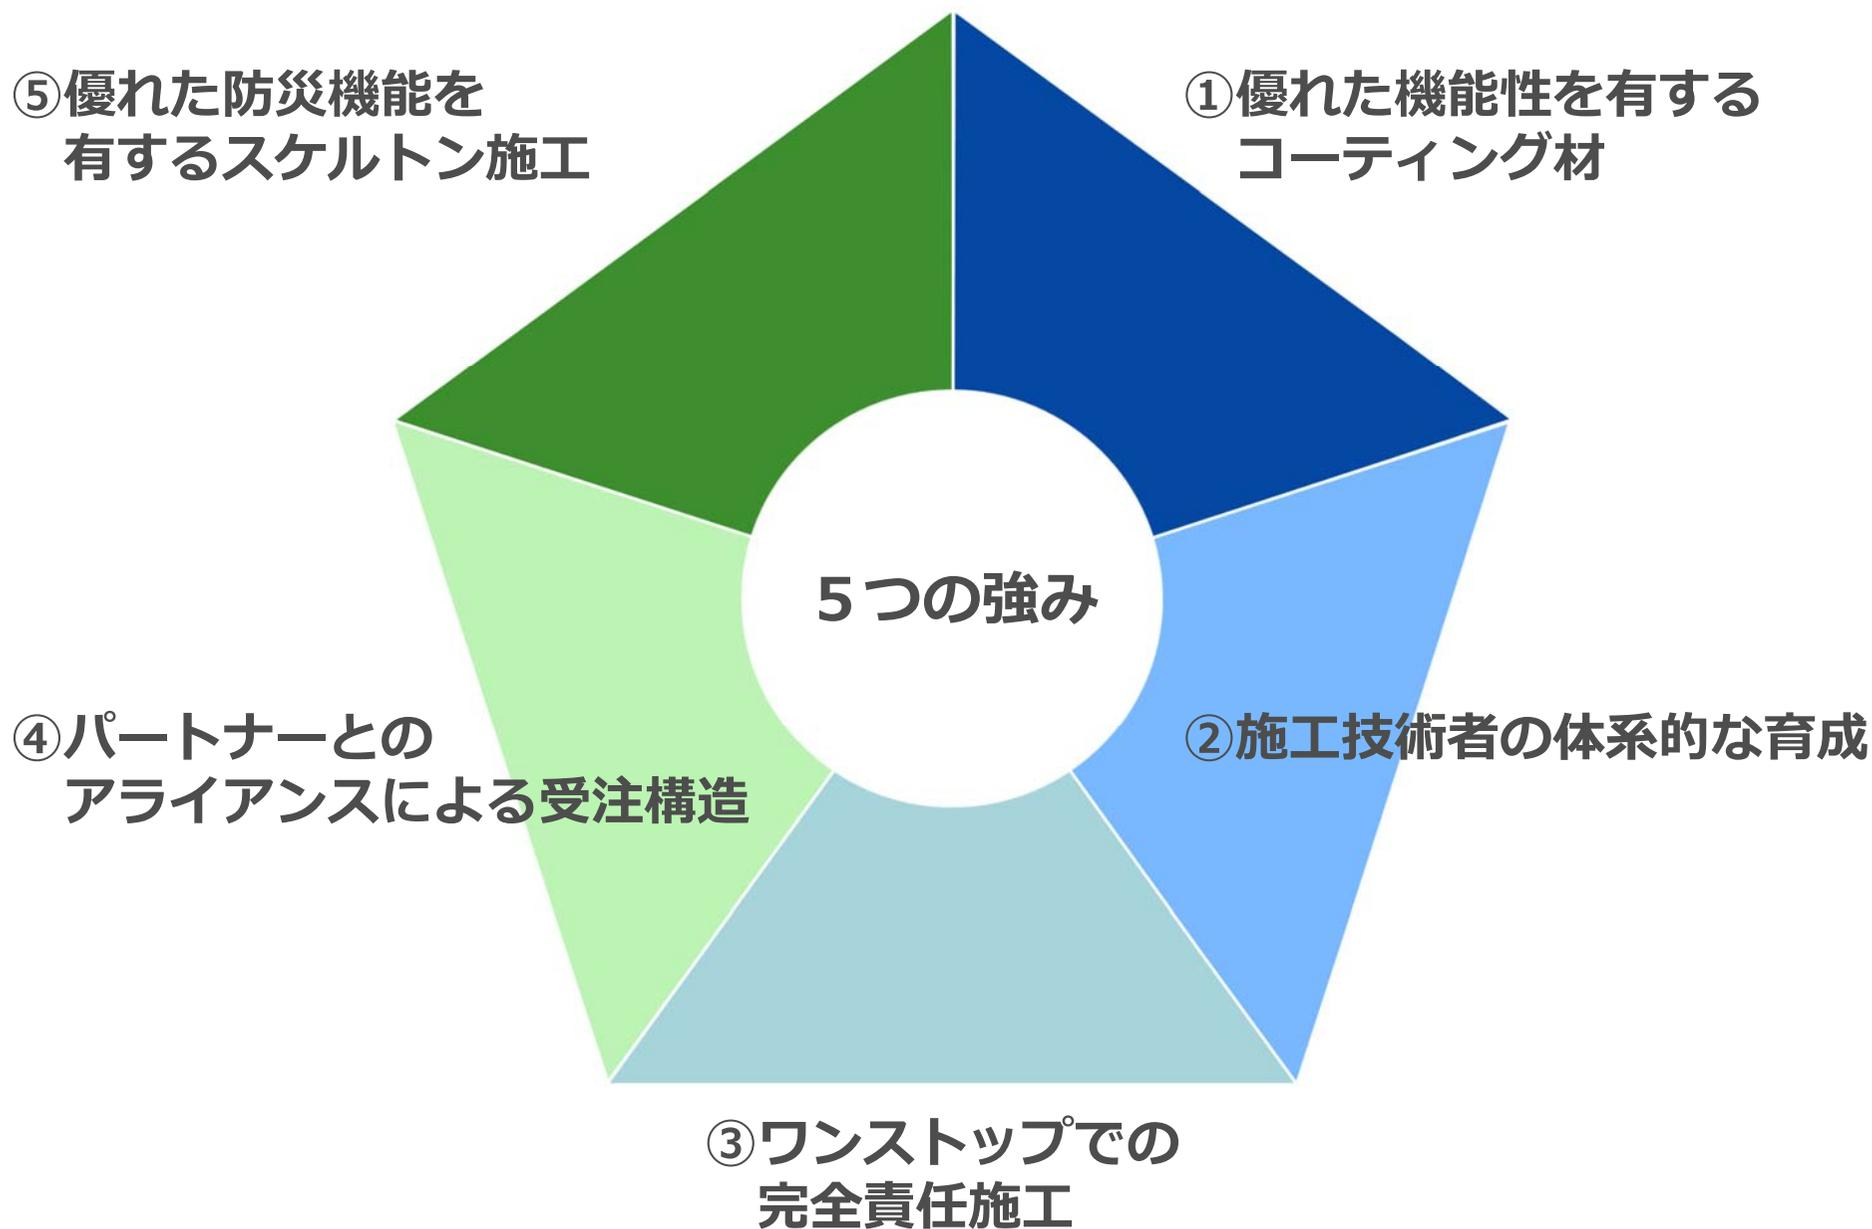 ①優れた機能性を有する
コーティング材
②施工技術者の体系的な育成
③ワンストップでの
完全責任施工
④パートナーとの
アライアンスによる受注構造
⑤優れた防災機能を
有するスケルトン施工
５つの強み